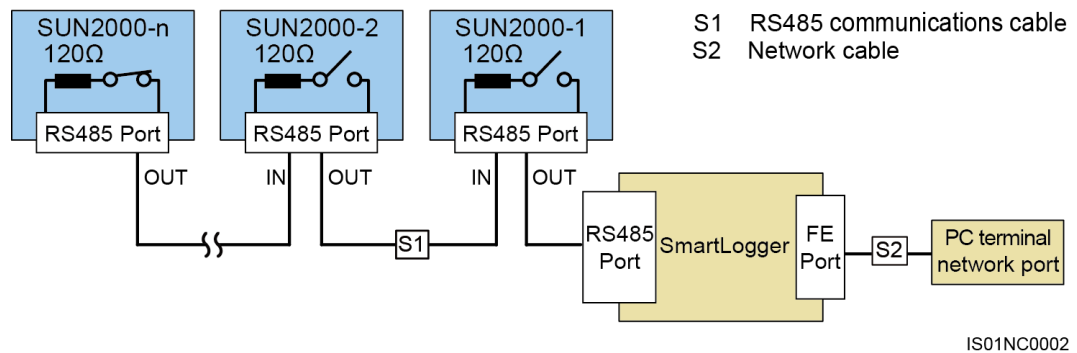 SUN2000-n
120Ω
RS485 Port
OUT
SUN2000-2
120Ω
RS485 Port
IN
OUT
SUN2000-1
120Ω
RS485 Port
IN
OUT
S1 RS485 communications cable
S2 Network cable
S1
RS485
Port
SmartLogger
FE
Port
S2
PC terminal
network port
IS01NC0002